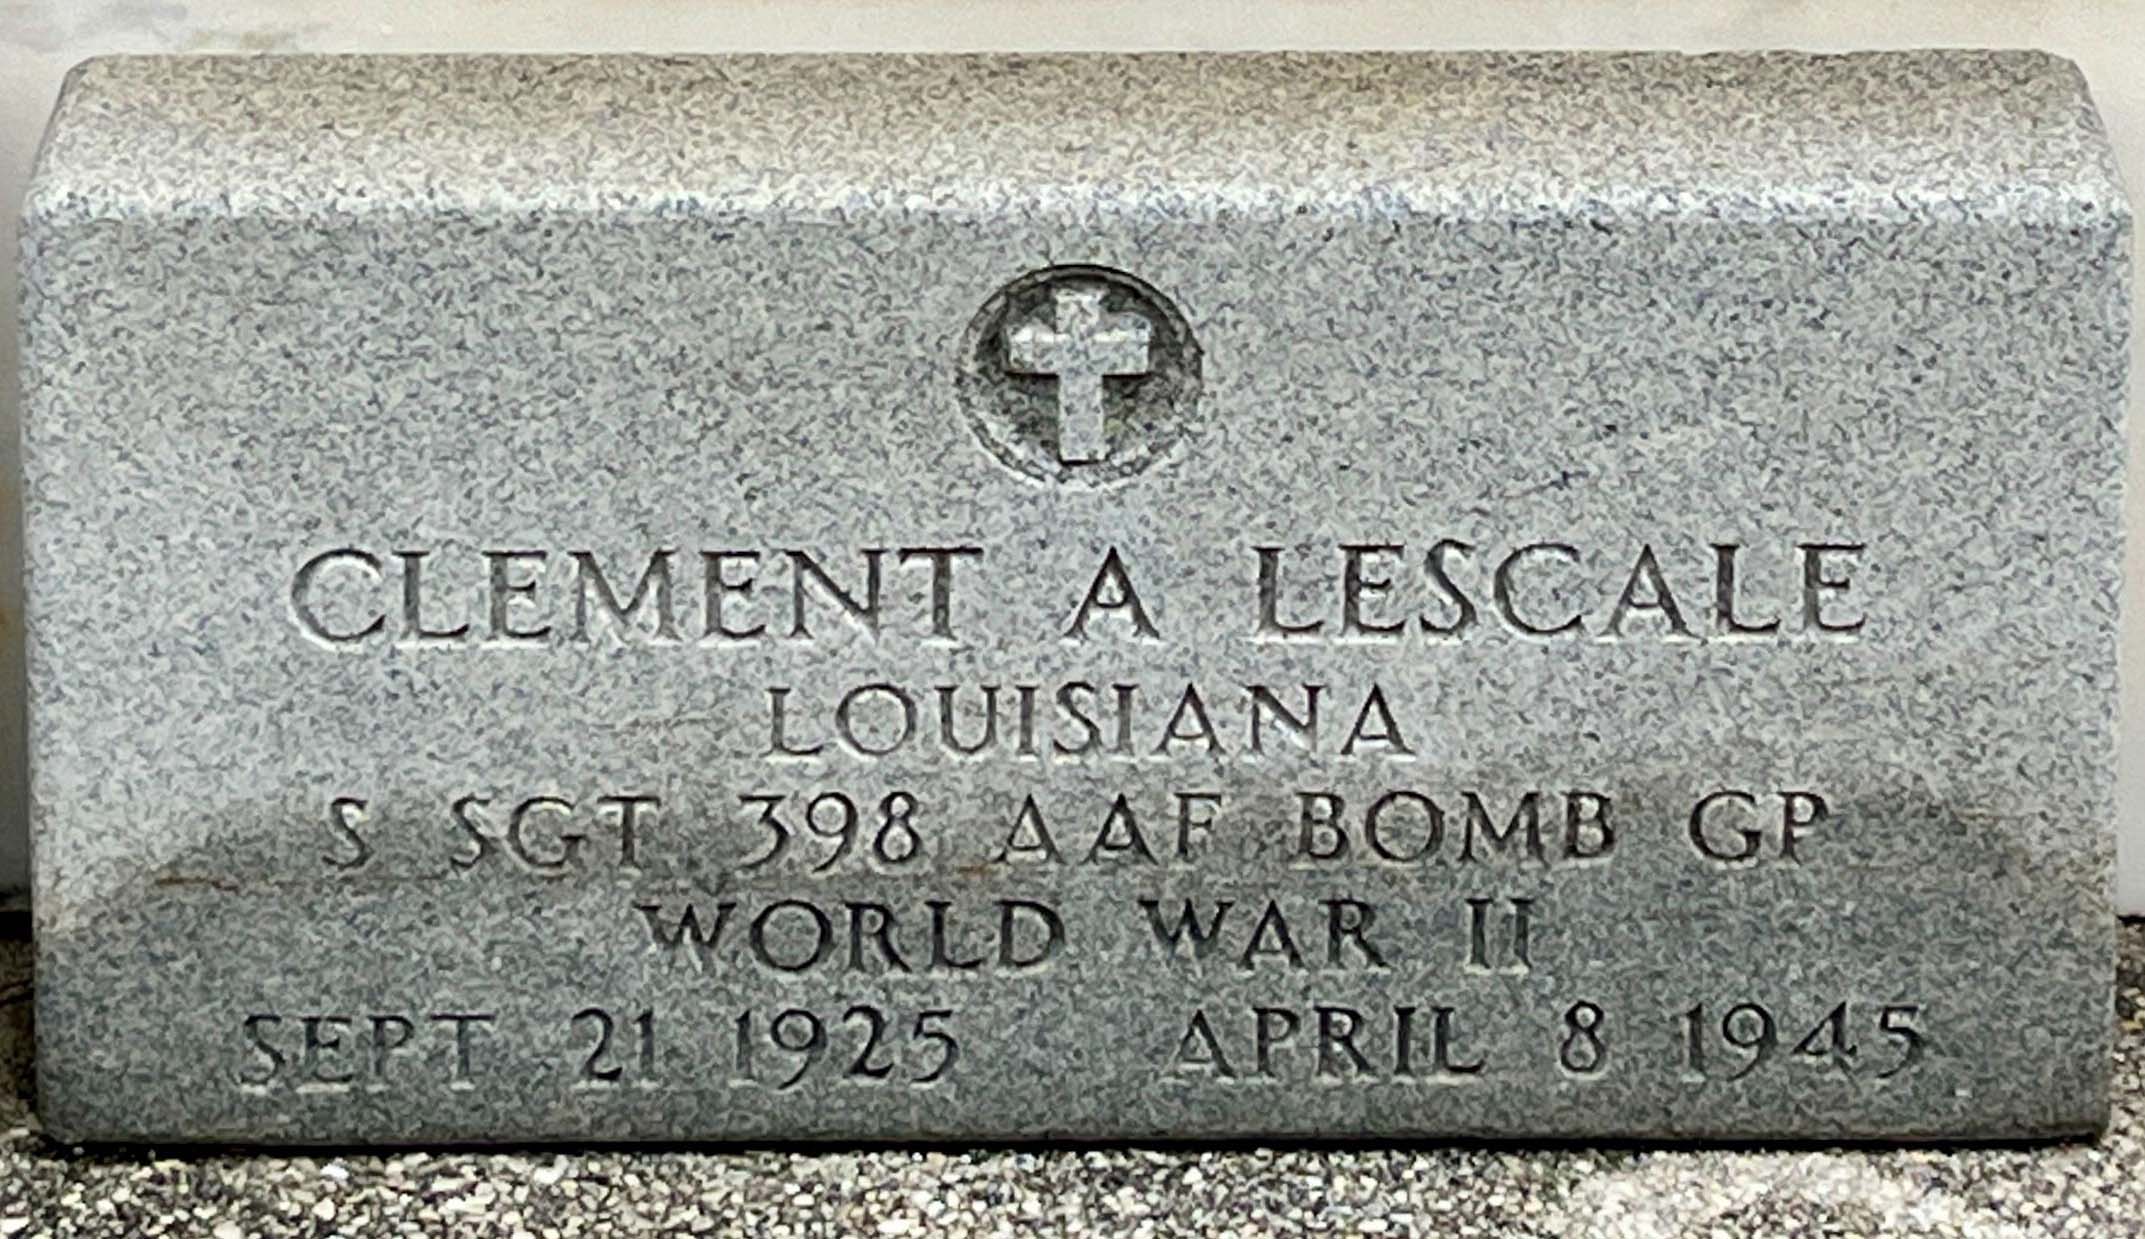 CLEMENT A LESCALE
LOUISIANA
S SGT 398 AAF BOMB GP
WORLD WAR II
SEPT 21 1925 APRIL 8 1945